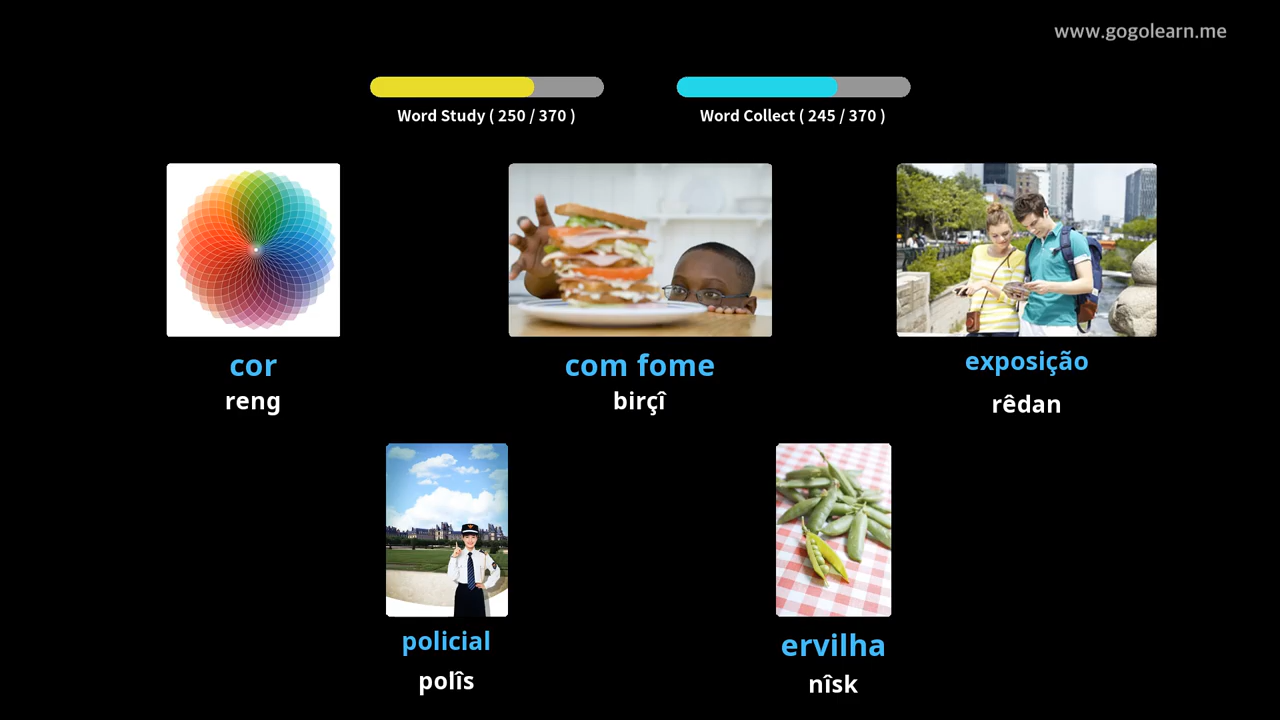 www.gogolearn.me
Word Study ( 250 / 370 )
Word Collect ( 245 / 370 )
cor
reng
com fome
birçî
exposição
rêdan
policial
polîs
ervilha
nîsk